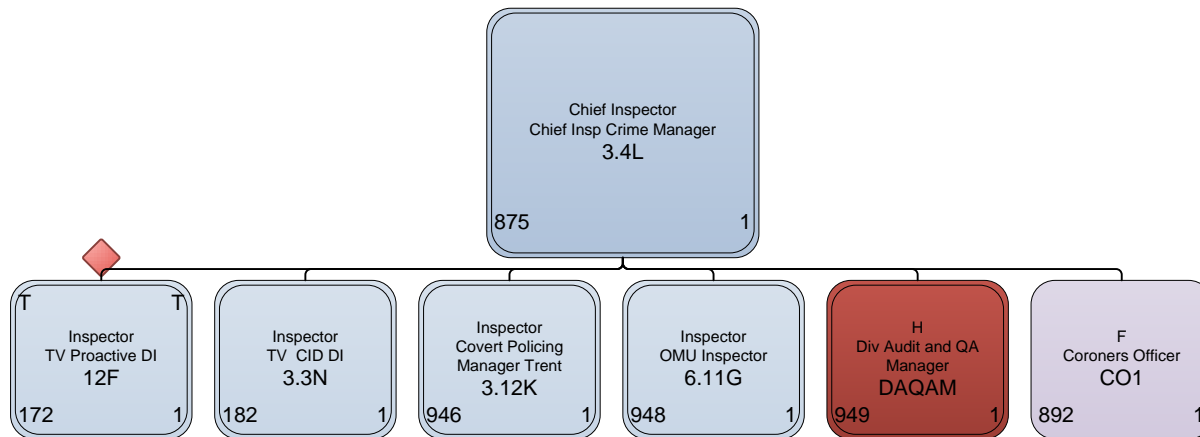 Chief Inspector
Chief Insp Crime Manager
3.4L
875 1
T T
Inspector
TV Proactive DI
12F
172 1
Inspector
TV CID DI
3.3N
182 1
Inspector
Covert Policing
Manager Trent
3.12K
946 1
Inspector
OMU Inspector
6.11G
948 1
H
Div Audit and QA
Manager
DAQAM
949 1
F
Coroners Officer
CO1
892 1